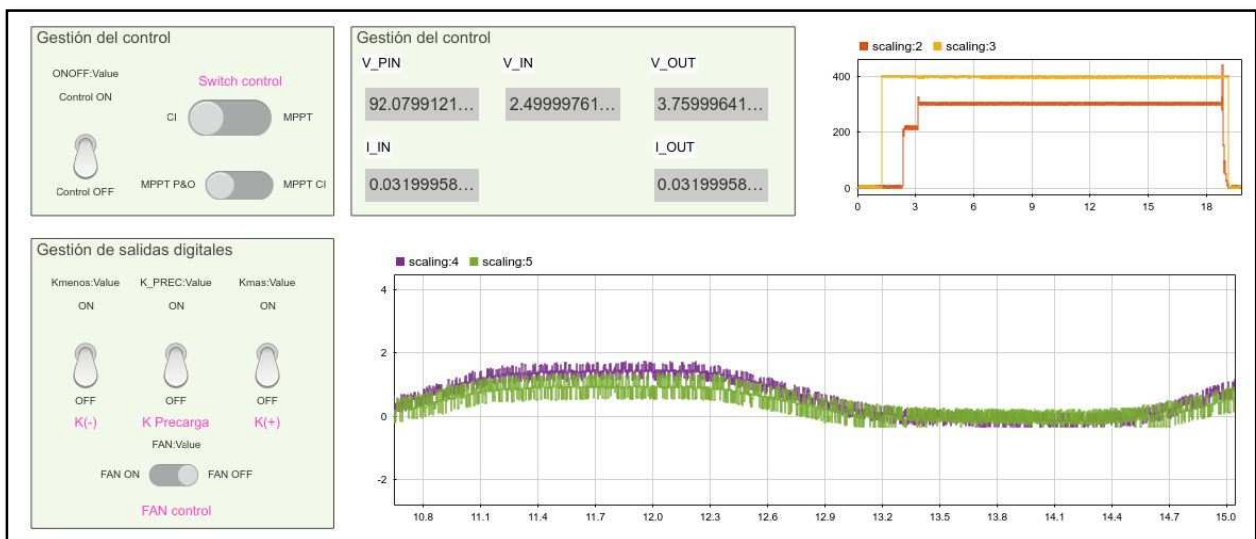 Gestión del control
ONOFF:Value
Control ON
Control OFF
Switch control
CI MPPT
MPPT P&O MPPT CI
Gestión del control
V_PIN V_IN V_OUT
92.0799121... 2.49999761... 3.75999641...
I_IN I_OUT
0.03199958... 0.03199958...
scaling:2 scaling:3
400
200
0
0 3 6 9 12 15 18
Gestión de salidas digitales
Kmenos:Value K_PREC:Value Kmas:Value
ON ON ON
OFF OFF OFF
K(-) K Precarga K(+)
FAN:Value
FAN ON FAN OFF
FAN control
scaling:4 scaling:5
4
2
0
-2
10.8 11.1 11.4 11.7 12.0 12.3 12.6 12.9 13.2 13.5 13.8 14.1 14.4 14.7 15.0